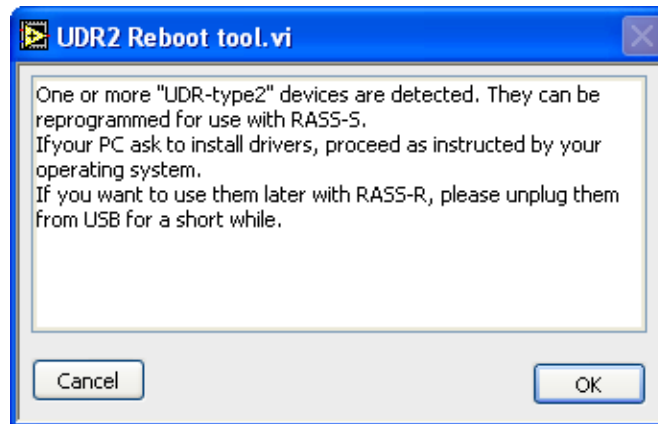 UDR2 Reboot tool.vi
One or more "UDR-type2" devices are detected. They can be
reprogrammed for use with RASS-S.
Ifyour PC ask to install drivers, proceed as instructed by your
operating system.
If you want to use them later with RASS-R, please unplug them
from USB for a short while.
Cancel
OK